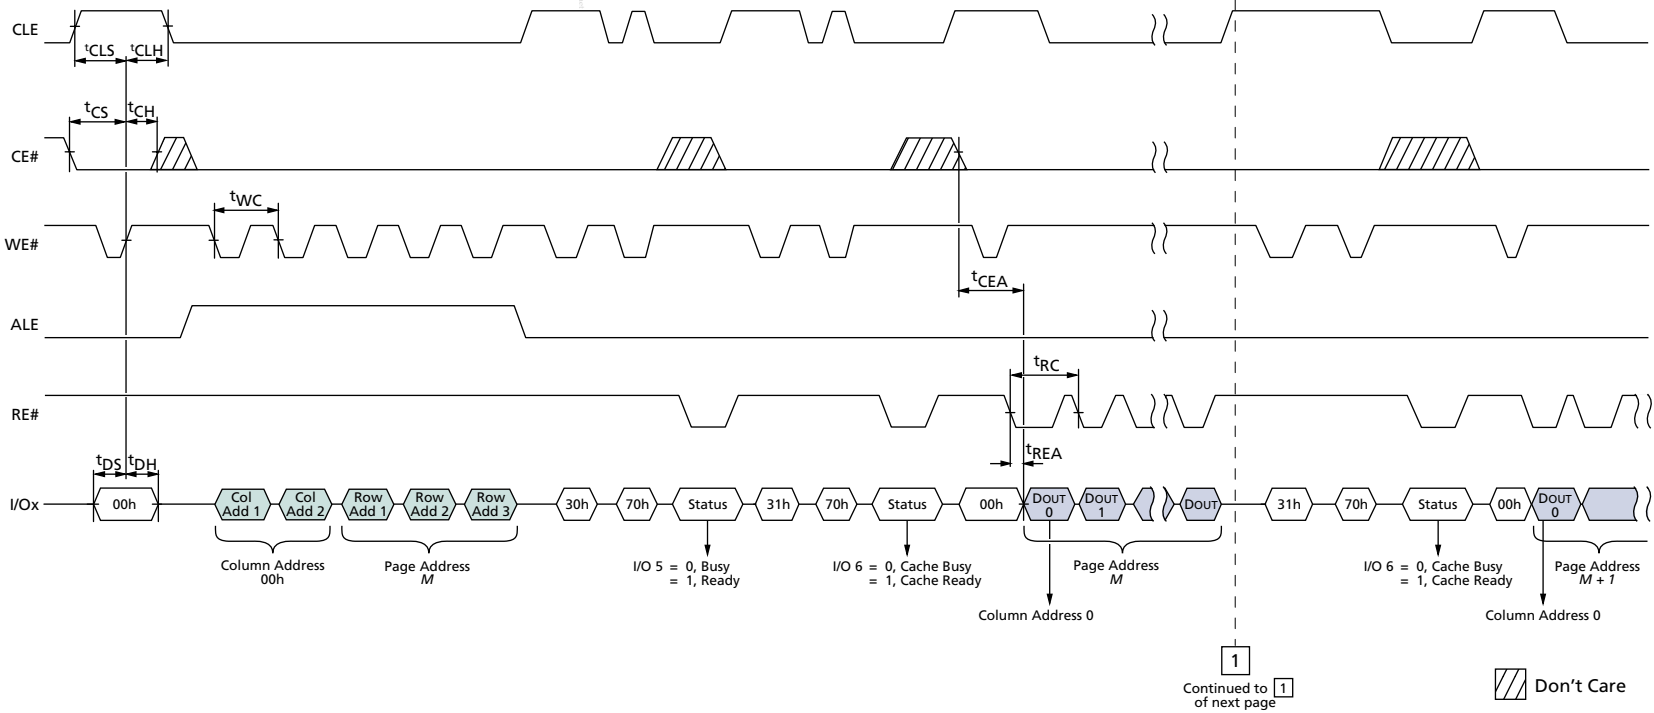 CLE
tCLS tCLH
tCS tCH
CE#
tWC
WE#
tCEA
ALE
tRC
RE#
tREA
tDS tDH
I/Ox
00h
Col Add 1
Col Add 2
Row Add 1
Row Add 2
Row Add 3
30h
70h
Status
31h
70h
Status
00h
DOUT 0
DOUT 1
DOUT
31h
70h
Status
00h
DOUT 0
Column Address
00h
Page Address
M
I/O 5 = 0, Busy
= 1, Ready
I/O 6 = 0, Cache Busy
= 1, Cache Ready
Page Address
M
I/O 6 = 0, Cache Busy
= 1, Cache Ready
Page Address
M + 1
Column Address 0
Column Address 0
1
Continued to 1
of next page
Don't Care